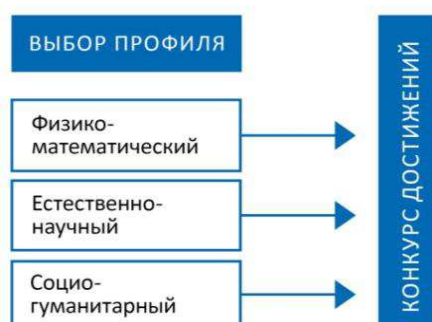 ВЫБОР ПРОФИЛЯ
Физико-
математический
Естественно-
научный
Социо-
гуманитарный
КОНКУРС ДОСТИЖЕНИЙ